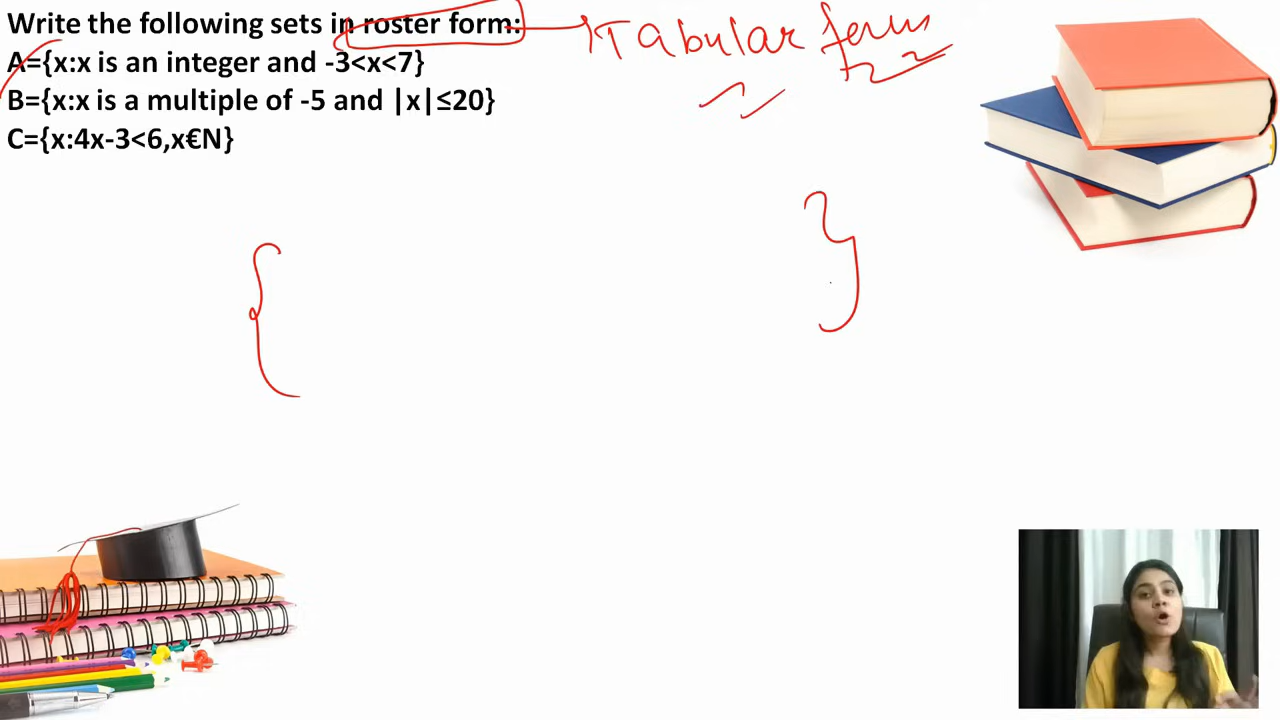 Write the following sets in roster form:
Tabular form
A={x:x is an integer and -3<x<7}
B={x:x is a multiple of -5 and |x|≤20}
C={x:4x-3<6,x€N}
{ }